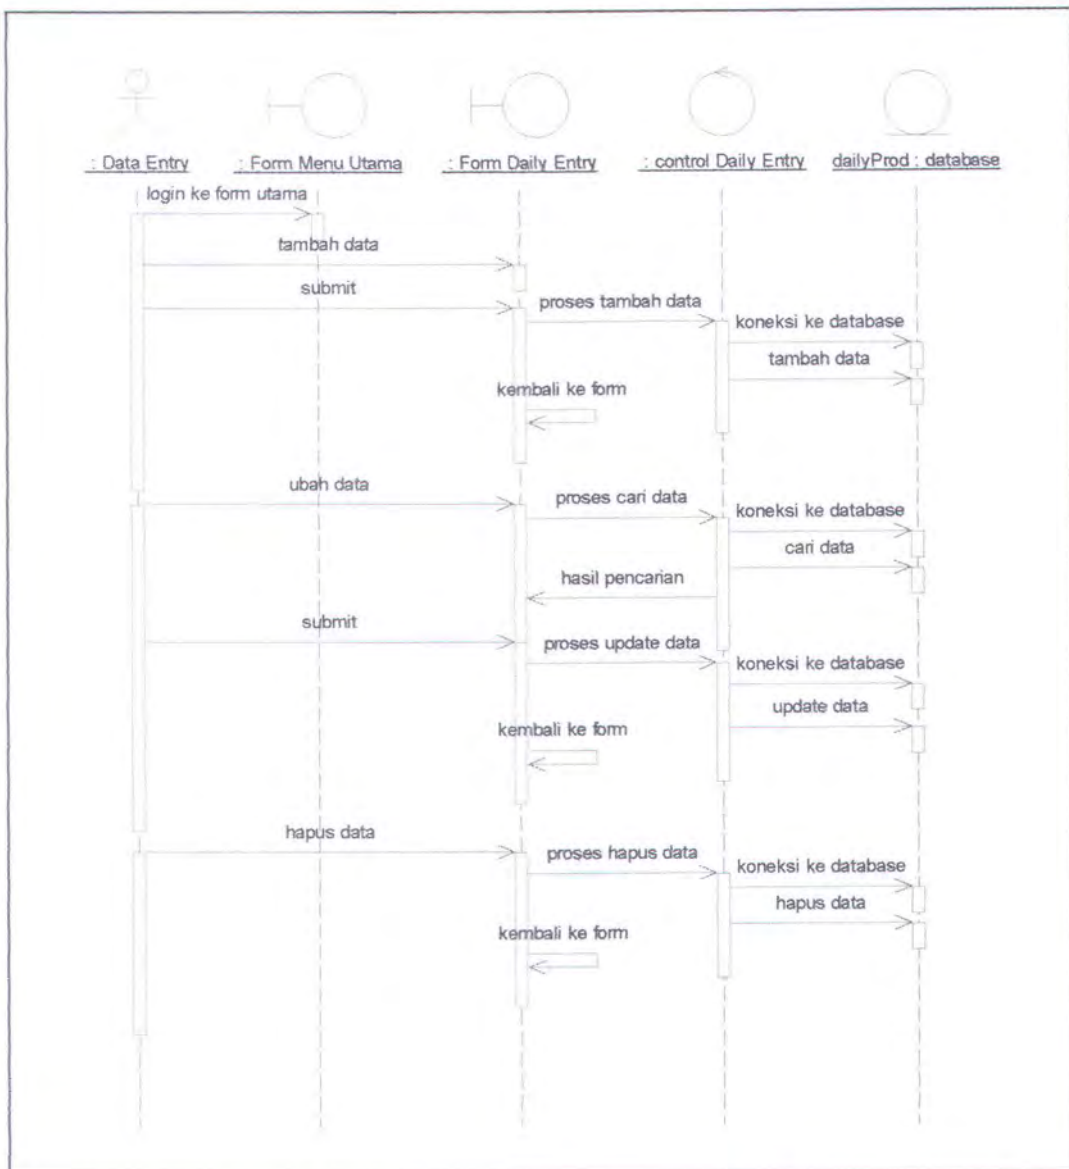 : Data Entry
: Form Menu Utama
: Form Daily Entry
: control Daily Entry
dailyProd : database
login ke form utama
tambah data
submit
proses tambah data
koneksi ke database
tambah data
kembali ke form
ubah data
proses cari data
koneksi ke database
cari data
hasil pencarian
submit
proses update data
koneksi ke database
update data
kembali ke form
hapus data
proses hapus data
koneksi ke database
hapus data
kembali ke form